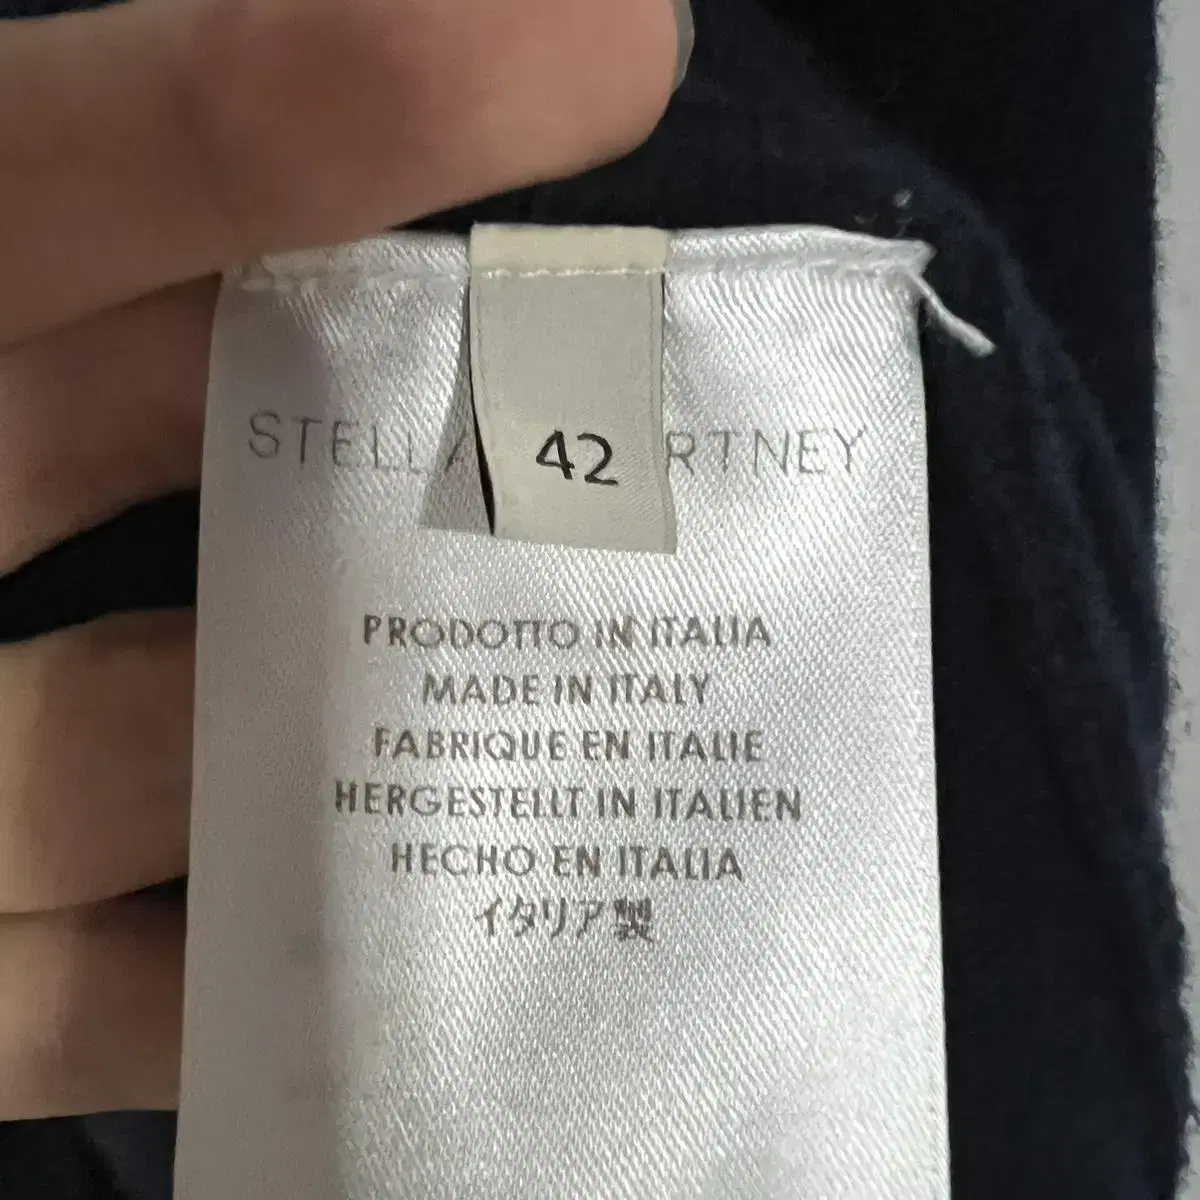 STELLA RTNEY
42
PRODOTTO IN ITALIA
MADE IN ITALY
FABRIQUE EN ITALIE
HERGESTELLT IN ITALIEN
HECHO EN ITALIA
イタリア製